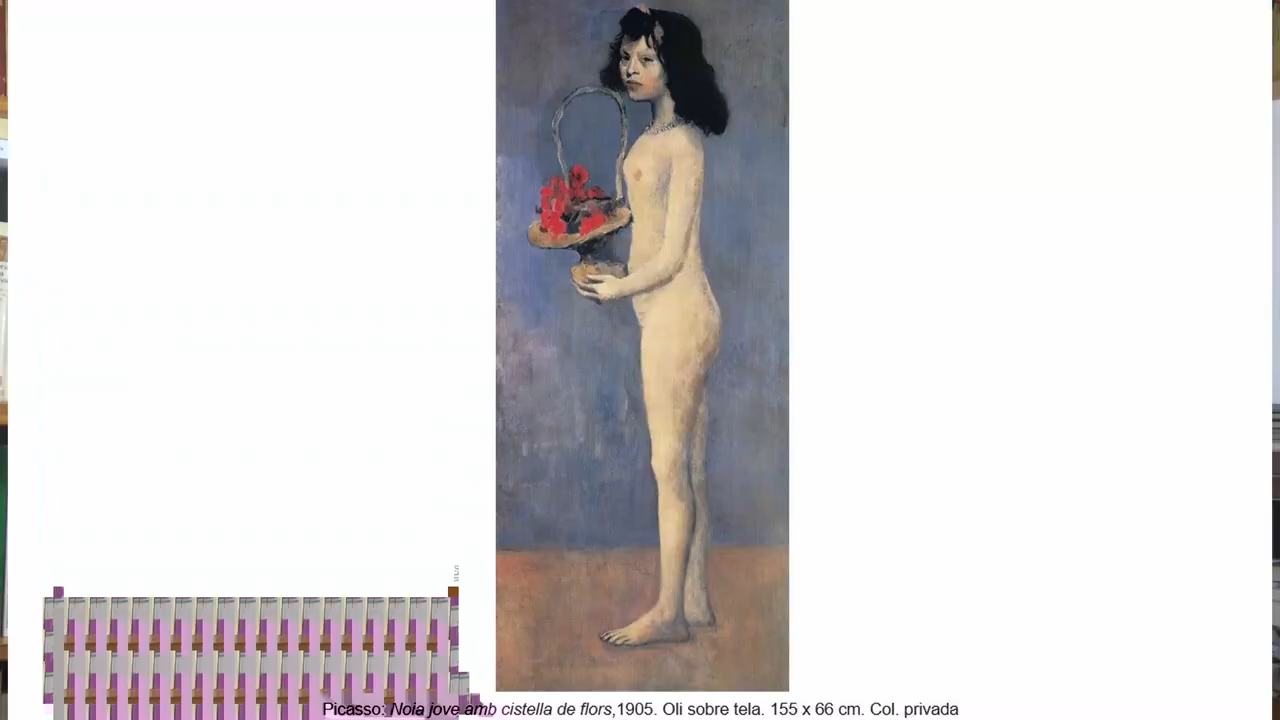 Picasso: Noia jove amb cistella de flors,1905. Oli sobre tela. 155 x 66 cm. Col. privada